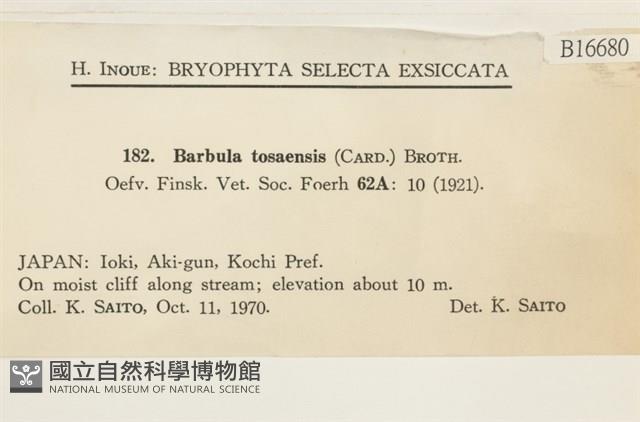 B16680
H. INOUE: BRYOPHYTA SELECTA EXSICCATA
182. Barbula tosaensis (CARD.) BROTH.
Oefv. Finsk. Vet. Soc. Foerh 62A: 10 (1921).
JAPAN: Ioki, Aki-gun, Kochi Pref.
On moist cliff along stream; elevation about 10 m.
Coll. K. SAITO, Oct. 11, 1970. Det. K. SAITO
國立自然科學博物館
NATIONAL MUSEUM OF NATURAL SCIENCE